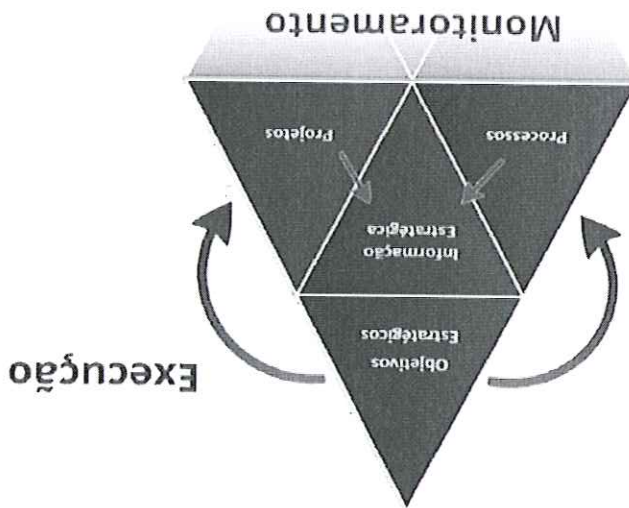 Execução
Objetivos
Estratégicos
Informação
Estratégica
Processos
Projetos
Monitoramento